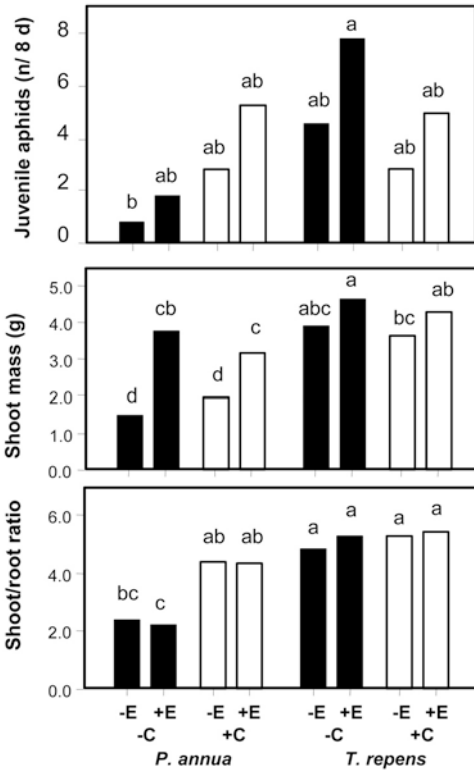 Juvenile aphids (n/ 8 d)
8
6
4
2
0
b
ab
ab
ab
ab
a
ab
ab
Shoot mass (g)
5.0
4.0
3.0
2.0
1.0
0.0
d
cb
d
c
abc
a
bc
ab
Shoot/root ratio
6.0
4.0
2.0
0.0
bc
c
ab
ab
a
a
a
a
-E +E -E +E -E +E -E +E
-C +C -C +C
P. annua T. repens